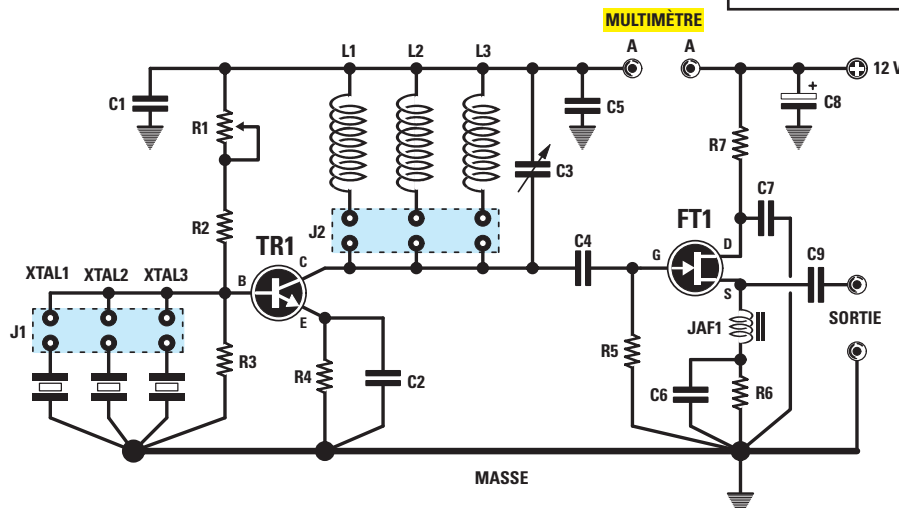 MULTIMÈTRE
A A
12 V
L1 L2 L3
C1
R1
C3
C5
+
C8
R7
C7
R2
J2
TR1
C
C4
FT1
G
D
S
C9
XTAL1 XTAL2 XTAL3
B
E
J1
R3
R4
C2
R5
JAF1
SORTIE
C6
R6
MASSE